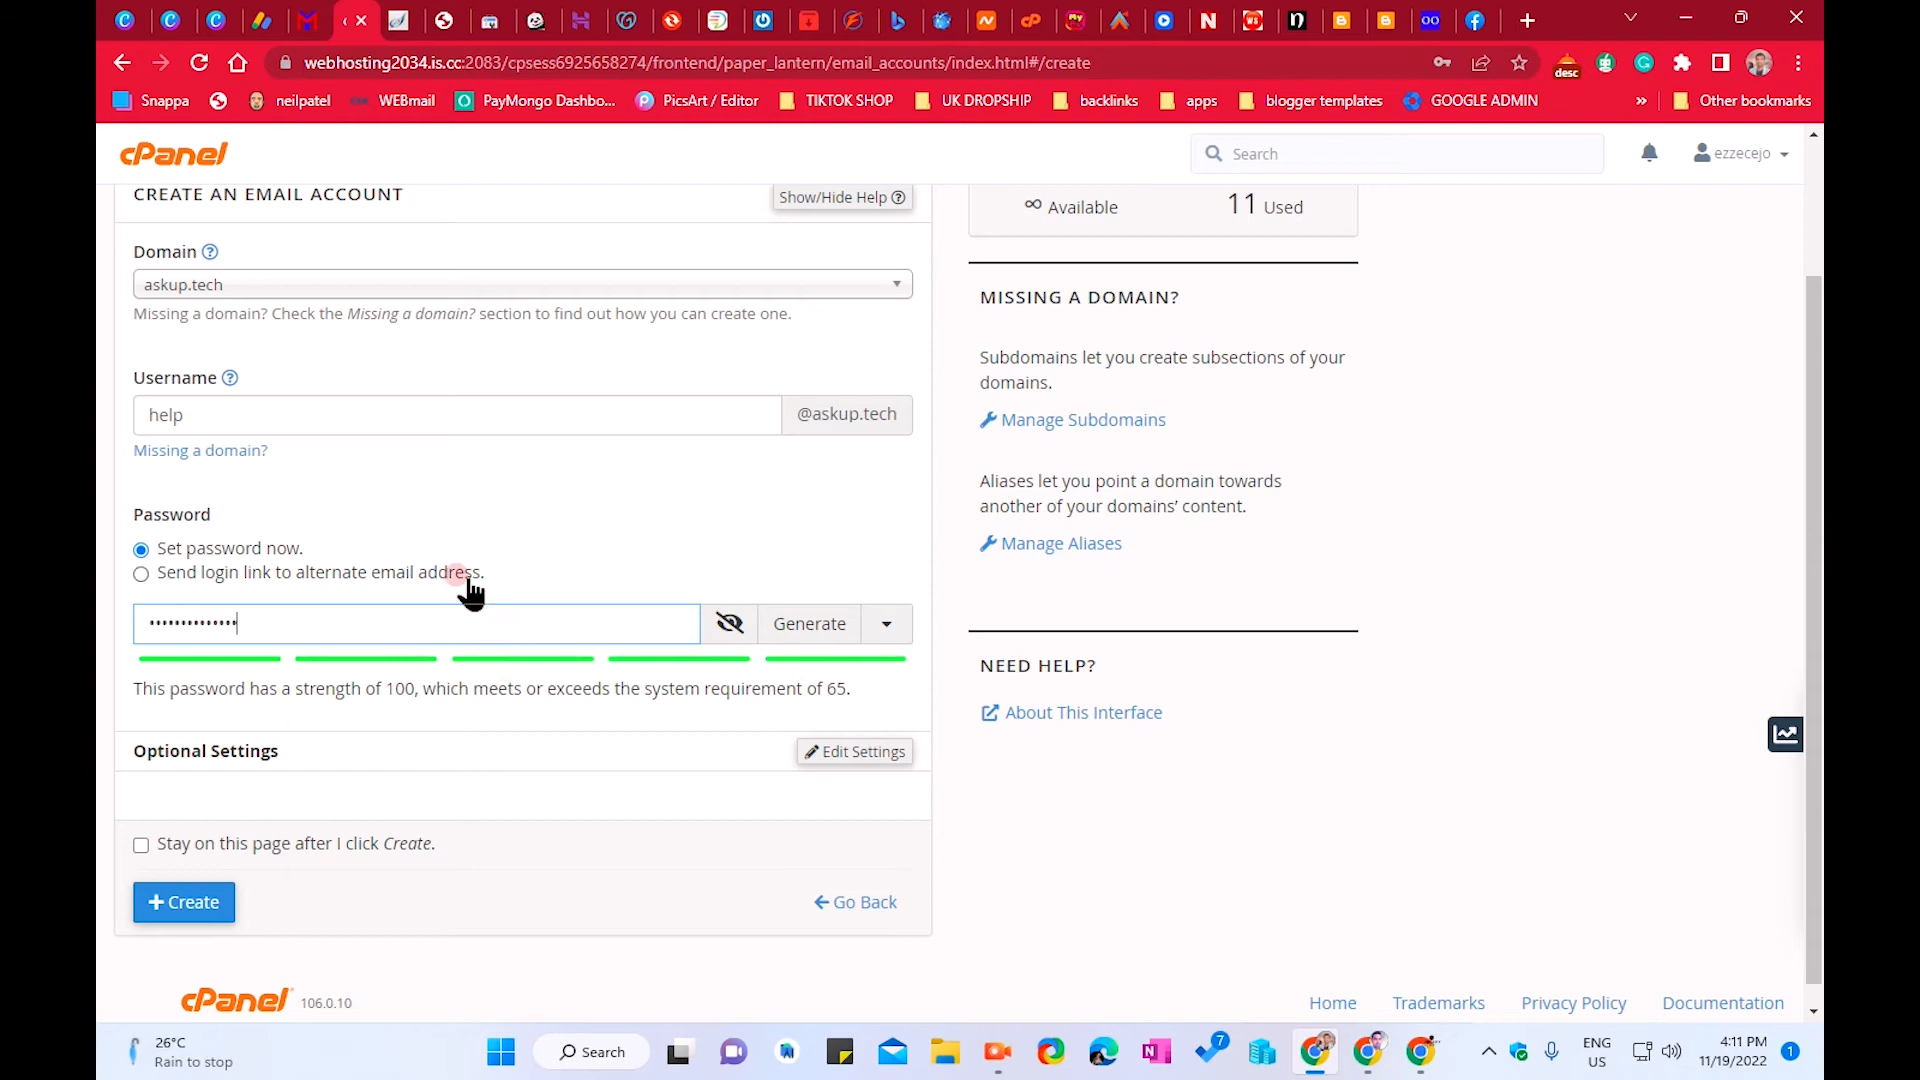 webhosting2034.is.cc:2083/cpsess6925658274/frontend/paper_lantern/email_accounts/index.html#/create
desc
Snappa
neilpatel
WEBmail
PayMongo Dashbo...
PicsArt / Editor
TIKTOK SHOP
UK DROPSHIP
backlinks
apps
blogger templates
GOOGLE ADMIN
»
Other bookmarks
cPanel
Search
ezzecejo
CREATE AN EMAIL ACCOUNT
Show/Hide Help
∞ Available
11 Used
Domain
askup.tech
Missing a domain? Check the Missing a domain? section to find out how you can create one.
Username
help
@askup.tech
Missing a domain?
Password
Set password now.
Send login link to alternate email address.
••••••••••••••
Generate
This password has a strength of 100, which meets or exceeds the system requirement of 65.
Optional Settings
Edit Settings
Stay on this page after I click Create.
+ Create
Go Back
MISSING A DOMAIN?
Subdomains let you create subsections of your
domains.
Manage Subdomains
Aliases let you point a domain towards
another of your domains’ content.
Manage Aliases
NEED HELP?
About This Interface
cPanel
106.0.10
Home
Trademarks
Privacy Policy
Documentation
26°C
Rain to stop
Search
7
ENG
US
4:11 PM
11/19/2022
1